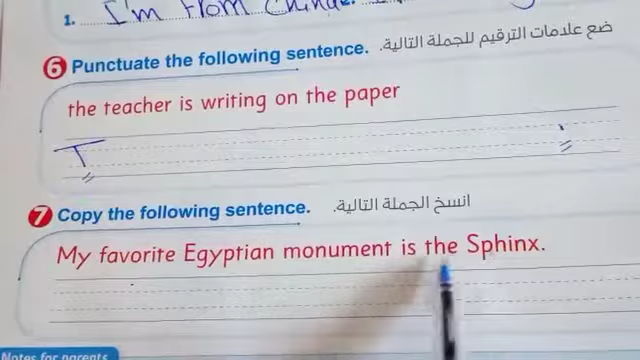 1. I'm from China.
6 Punctuate the following sentence. ضع علامات الترقيم للجملة التالية.
the teacher is writing on the paper
T .
7 Copy the following sentence. انسخ الجملة التالية.
My favorite Egyptian monument is the Sphinx.
Notes for parents